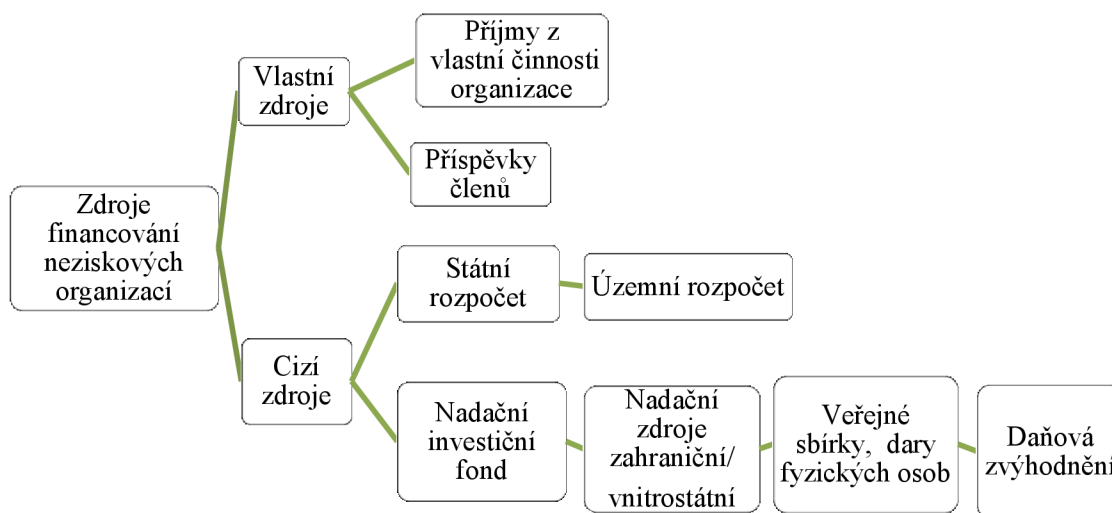 Zdroje
financování
neziskových
organizací
Vlastní
zdroje
Příjmy z
vlastní činnosti
organizace
Příspěvky
členů
Cizí
zdroje
Státní
rozpočet
Územní rozpočet
Nadační
investiční
fond
Nadační
zdroje
zahraniční/
vnitrostátní
Veřejné
sbírky, dary
fyzických osob
Daňová
zvýhodnění